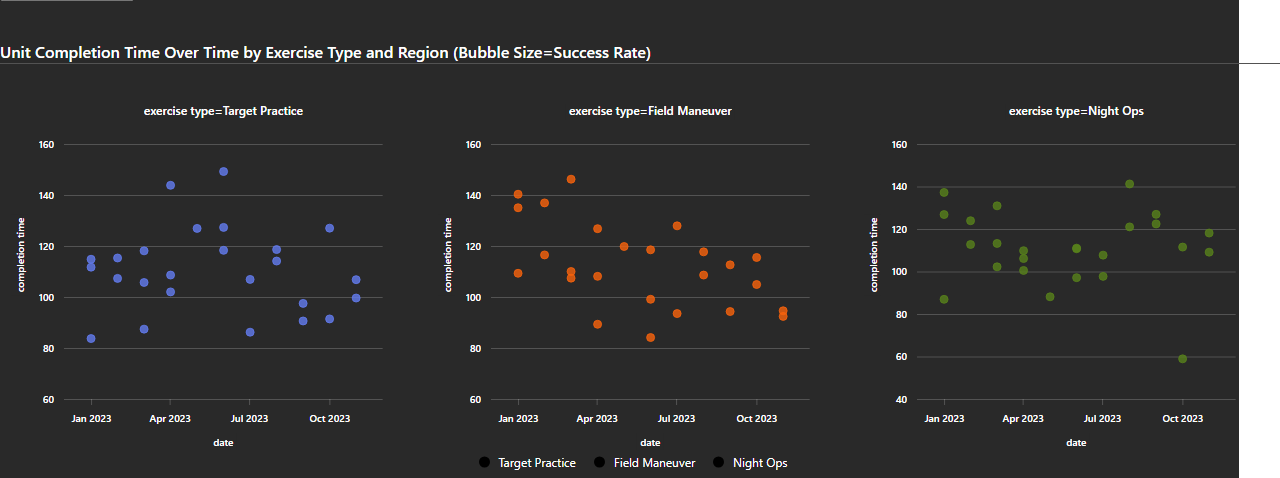 Unit Completion Time Over Time by Exercise Type and Region (Bubble Size=Success Rate)
exercise type=Target Practice
160
140
120
100
80
60
completion time
Jan 2023 Apr 2023 Jul 2023 Oct 2023
date
exercise type=Field Maneuver
160
140
120
100
80
60
completion time
Jan 2023 Apr 2023 Jul 2023 Oct 2023
date
exercise type=Night Ops
160
140
120
100
80
60
40
completion time
Jan 2023 Apr 2023 Jul 2023 Oct 2023
date
Target Practice Field Maneuver Night Ops